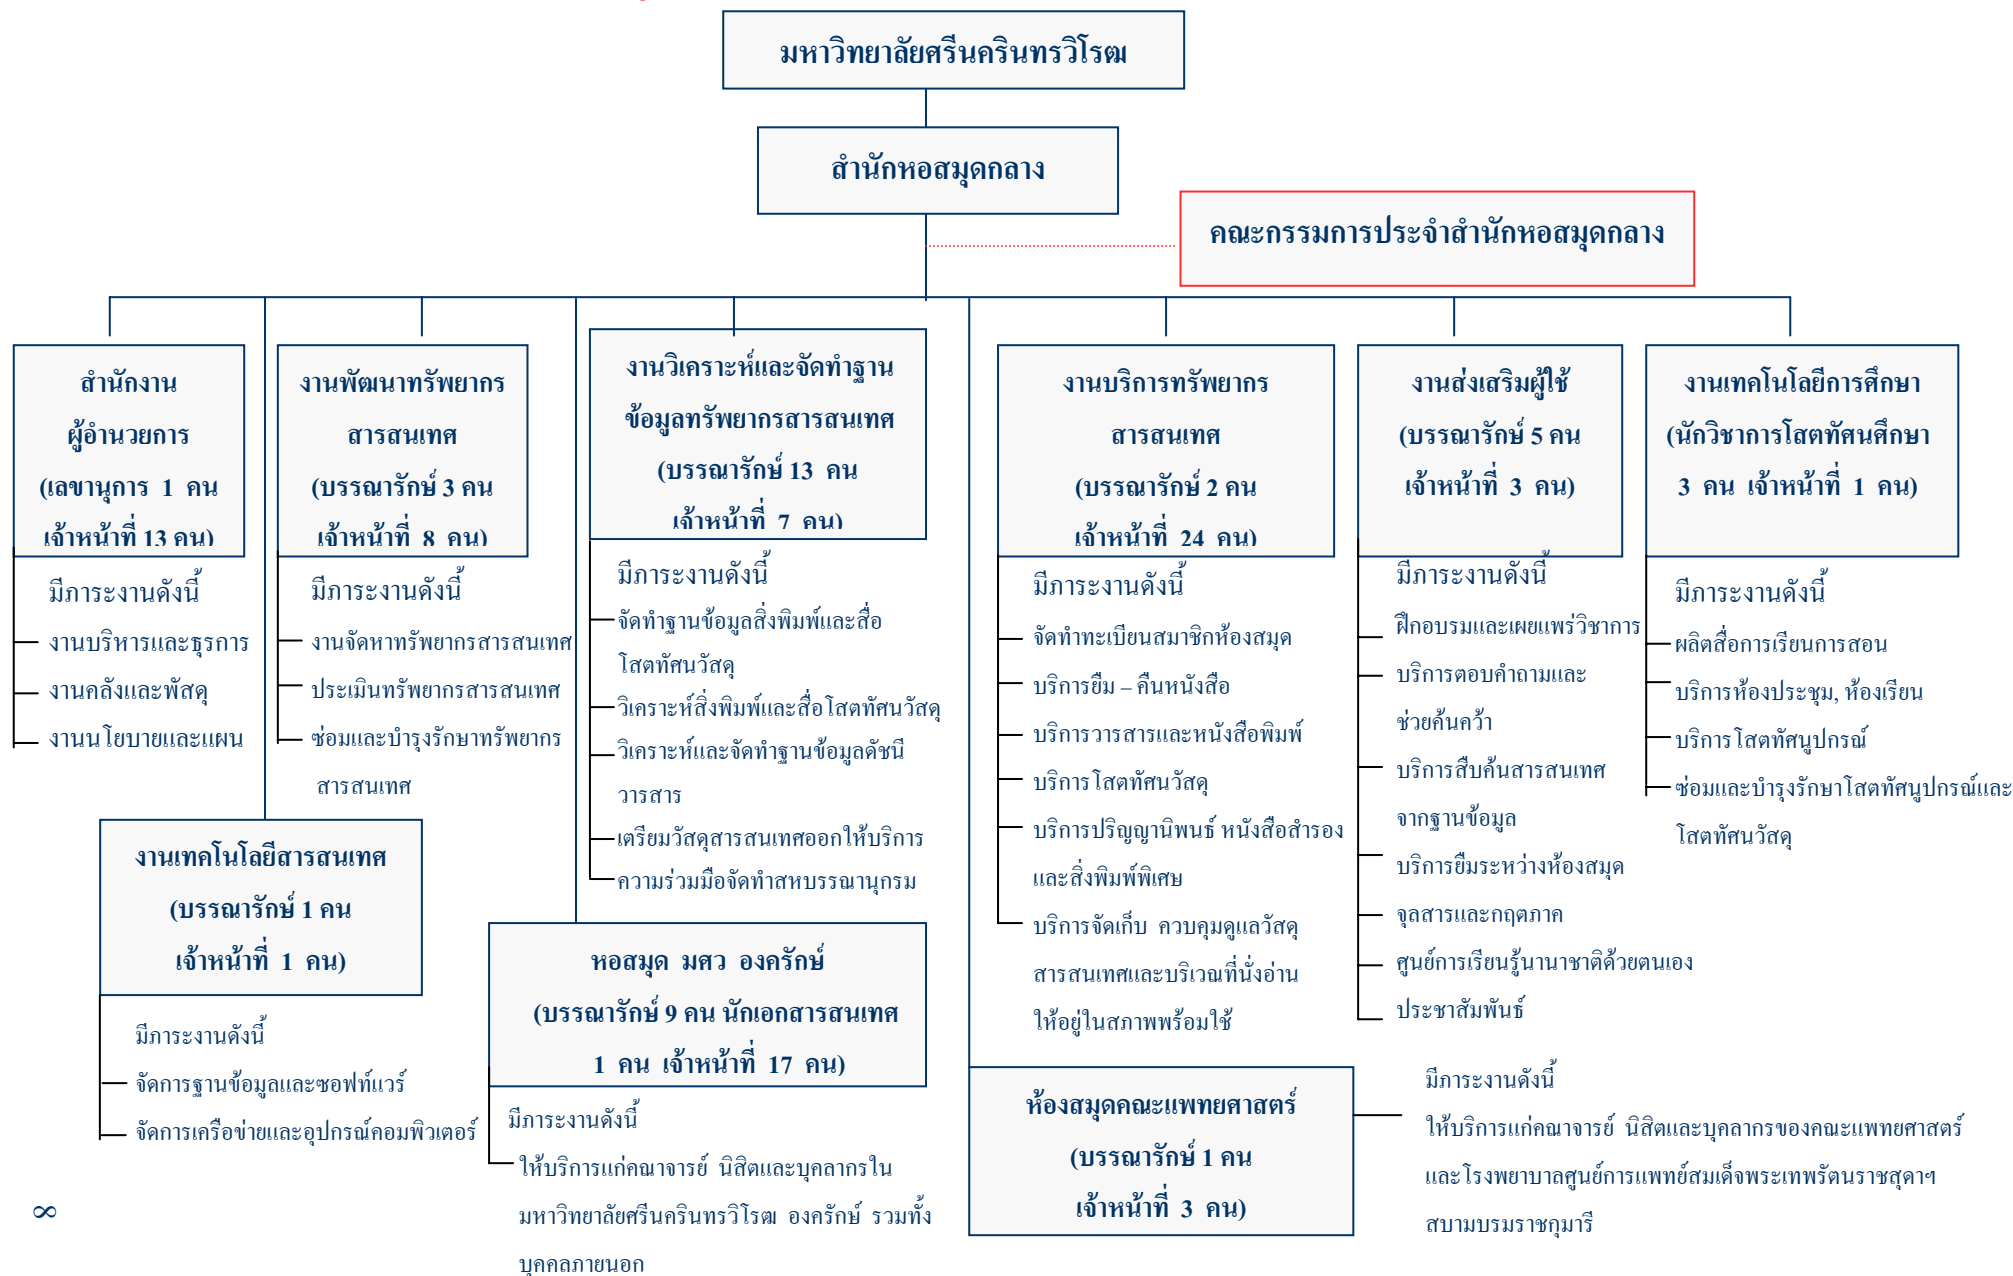 มหาวิทยาลัยศรีนครินทรวิโรฒ
สำนักหอสมุดกลาง
คณะกรรมการประจำสำนักหอสมุดกลาง
สำนักงาน
ผู้อำนวยการ
(เลขานุการ 1 คน
เจ้าหน้าที่ 13 คน)
มีภาระงานดังนี้
งานบริหารและธุรการ
งานคลังและพัสดุ
งานนโยบายและแผน
งานพัฒนาทรัพยากร
สารสนเทศ
(บรรณารักษ์ 3 คน
เจ้าหน้าที่ 8 คน)
มีภาระงานดังนี้
งานจัดหาทรัพยากรสารสนเทศ
ประเมินทรัพยากรสารสนเทศ
ซ่อมและบำรุงรักษาทรัพยากร
สารสนเทศ
งานวิเคราะห์และจัดทำฐาน
ข้อมูลทรัพยากรสารสนเทศ
(บรรณารักษ์ 13 คน
เจ้าหน้าที่ 7 คน)
มีภาระงานดังนี้
จัดทำฐานข้อมูลสิ่งพิมพ์และสื่อ
โสตทัศนวัสดุ
วิเคราะห์สิ่งพิมพ์และสื่อโสตทัศนวัสดุ
วิเคราะห์และจัดทำฐานข้อมูลดัชนี
วารสาร
เตรียมวัสดุสารสนเทศออกให้บริการ
ความร่วมมือจัดทำสหบรรณานุกรม
งานบริการทรัพยากร
สารสนเทศ
(บรรณารักษ์ 2 คน
เจ้าหน้าที่ 24 คน)
มีภาระงานดังนี้
จัดทำทะเบียนสมาชิกห้องสมุด
บริการยืม – คืนหนังสือ
บริการวารสารและหนังสือพิมพ์
บริการโสตทัศนวัสดุ
บริการปริญญานิพนธ์ หนังสือสำรอง
และสิ่งพิมพ์พิเศษ
บริการจัดเก็บ ควบคุมดูแลวัสดุ
สารสนเทศและบริเวณที่นั่งอ่าน
ให้อยู่ในสภาพพร้อมใช้
งานส่งเสริมผู้ใช้
(บรรณารักษ์ 5 คน
เจ้าหน้าที่ 3 คน)
มีภาระงานดังนี้
ฝึกอบรมและเผยแพร่วิชาการ
บริการตอบคำถามและ
ช่วยค้นคว้า
บริการสืบค้นสารสนเทศ
จากฐานข้อมูล
บริการยืมระหว่างห้องสมุด
จุลสารและกฤตภาค
ศูนย์การเรียนรู้นานาชาติด้วยตนเอง
ประชาสัมพันธ์
งานเทคโนโลยีการศึกษา
(นักวิชาการโสตทัศนศึกษา
3 คน เจ้าหน้าที่ 1 คน)
มีภาระงานดังนี้
ผลิตสื่อการเรียนการสอน
บริการห้องประชุม, ห้องเรียน
บริการโสตทัศนูปกรณ์
ซ่อมและบำรุงรักษาโสตทัศนูปกรณ์และ
โสตทัศนวัสดุ
งานเทคโนโลยีสารสนเทศ
(บรรณารักษ์ 1 คน
เจ้าหน้าที่ 1 คน)
มีภาระงานดังนี้
จัดการฐานข้อมูลและซอฟท์แวร์
จัดการเครือข่ายและอุปกรณ์คอมพิวเตอร์
หอสมุด มศว องครักษ์
(บรรณารักษ์ 9 คน นักเอกสารสนเทศ
1 คน เจ้าหน้าที่ 17 คน)
มีภาระงานดังนี้
ให้บริการแก่คณาจารย์ นิสิตและบุคลากรใน
มหาวิทยาลัยศรีนครินทรวิโรฒ องครักษ์ รวมทั้ง
บุคคลภายนอก
ห้องสมุดคณะแพทยศาสตร์
(บรรณารักษ์ 1 คน
เจ้าหน้าที่ 3 คน)
มีภาระงานดังนี้
ให้บริการแก่คณาจารย์ นิสิตและบุคลากรของคณะแพทยศาสตร์
และโรงพยาบาลศูนย์การแพทย์สมเด็จพระเทพรัตนราชสุดาฯ
สบามบรมราชกุมารี
8